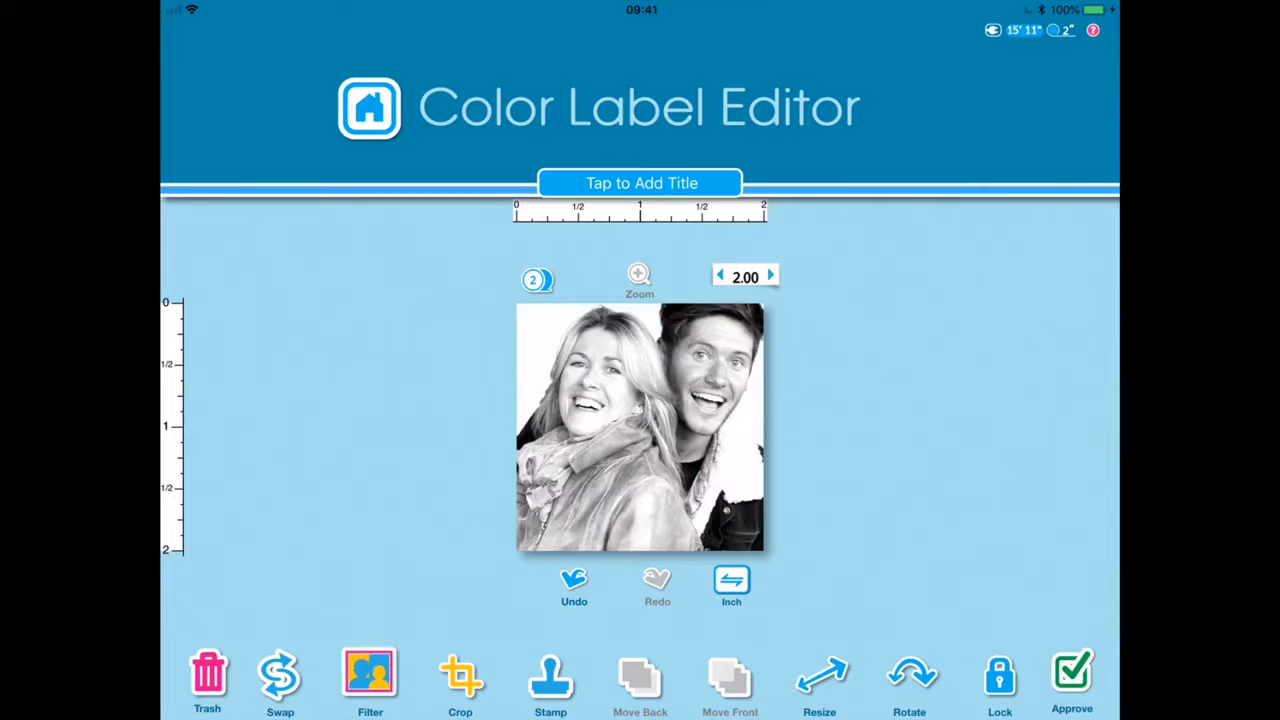 09:41
100%
15' 11" 2"
Color Label Editor
Tap to Add Title
0 1/2 1 1/2 2
2
Zoom
2.00
0
1/2
1
1/2
2
Undo Redo Inch
Trash Swap Filter Crop Stamp Move Back Move Front Resize Rotate Lock Approve